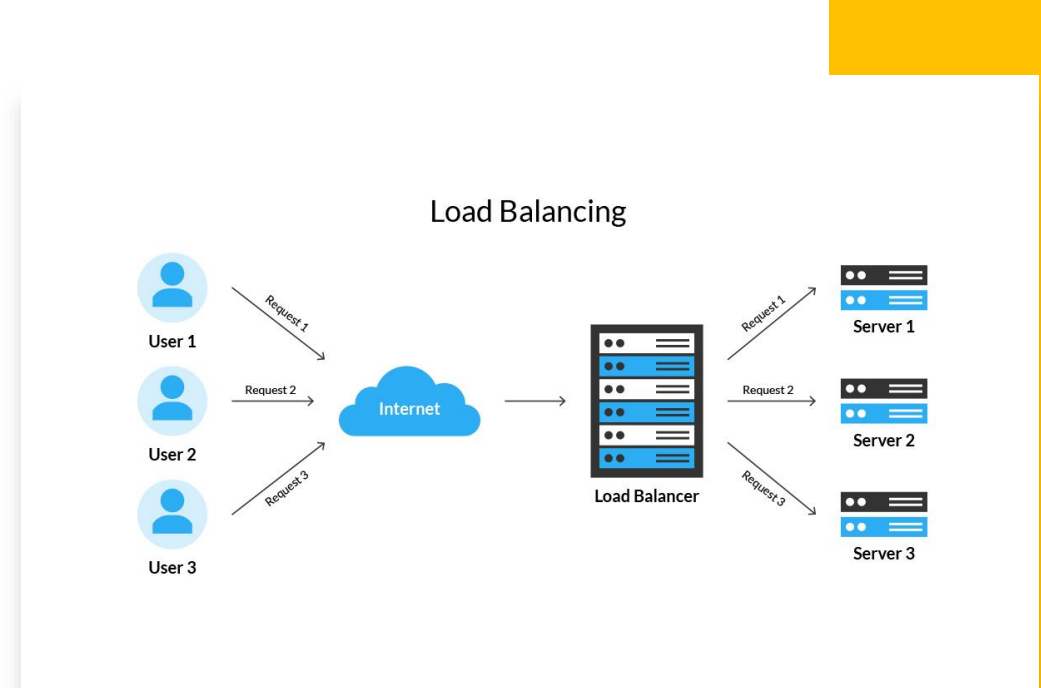 Load Balancing
Request 1
User 1
Request 2
User 2
Request 3
User 3
Internet
Load Balancer
Request 1
Server 1
Request 2
Server 2
Request 3
Server 3